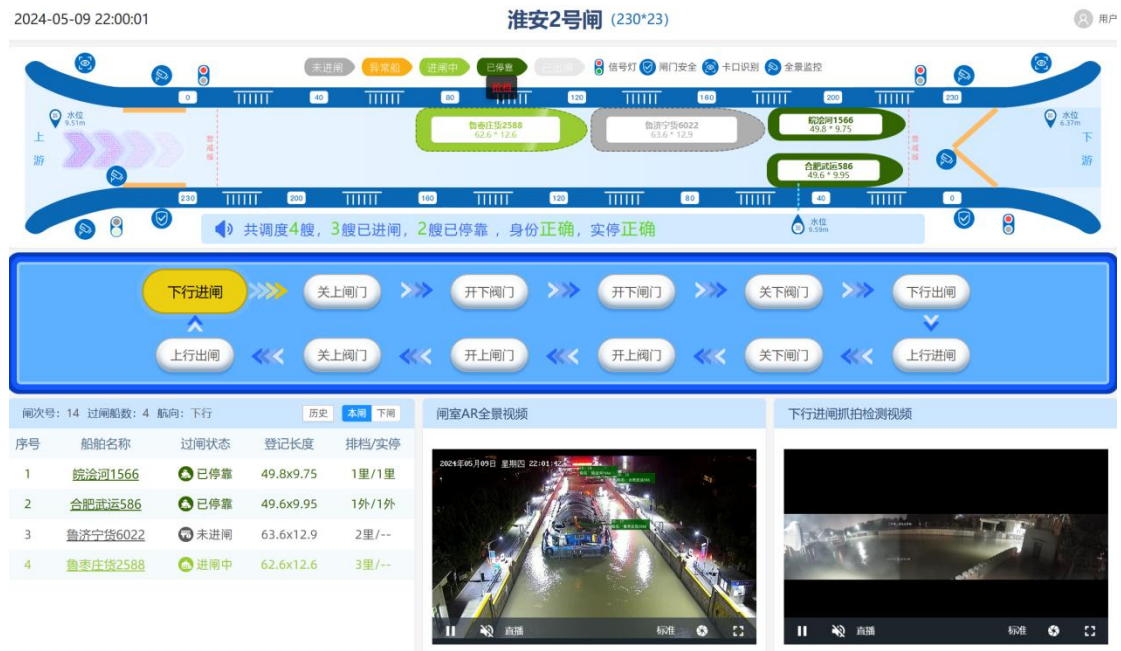 2024-05-09 22:00:01
淮安2号闸 (230*23)
用户
未进闸 异常船 进闸中 已停靠 已出闸 信号灯 闸门安全 卡口识别 全景监控
抢档
0 40 80 120 160 200 230
水位
9.51m
上游
警戒线
鲁枣庄货2588
62.6 * 12.6
鲁济宁货6022
63.6 * 12.9
皖浍河1566
49.8 * 9.75
合肥武运586
49.6 * 9.95
警戒线
水位
6.37m
下游
230 200 160 120 80 40 0
共调度4艘，3艘已进闸，2艘已停靠 ，身份正确，实停正确
水位
9.59m
下行进闸 关上闸门 开下阀门 开下闸门 关下阀门 下行出闸
上行出闸 关上阀门 开上闸门 开上阀门 关下闸门 上行进闸
闸次号：14 过闸船数：4 航向：下行 历史 本闸 下闸
序号 船舶名称 过闸状态 登记长度 排档/实停
1 皖浍河1566 已停靠 49.8x9.75 1里/1里
2 合肥武运586 已停靠 49.6x9.95 1外/1外
3 鲁济宁货6022 未进闸 63.6x12.9 2里/--
4 鲁枣庄货2588 进闸中 62.6x12.6 3里/--
闸室AR全景视频
2024年05月09日 星期四 22:01:42
直播 标准
下行进闸抓拍检测视频
直播 标准